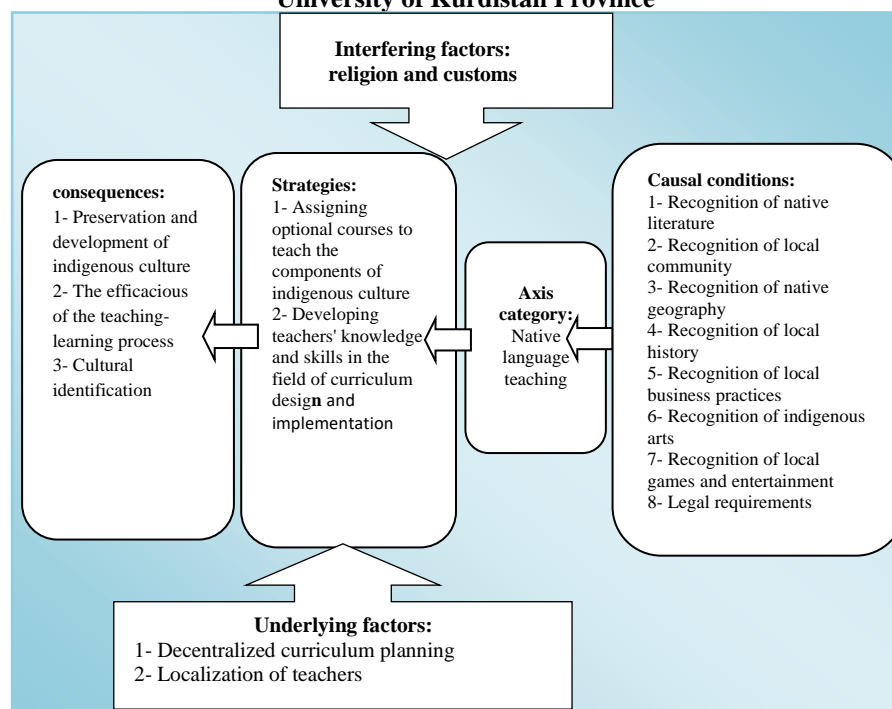 University of Kurdistan Province
Interfering factors:
religion and customs
consequences:
1- Preservation and
development of
indigenous culture
2- The efficacious
of the teaching-
learning process
3- Cultural
identification
Strategies:
1- Assigning
optional courses to
teach the
components of
indigenous culture
2- Developing
teachers' knowledge
and skills in the
field of curriculum
design and
implementation
Axis
category:
Native
language
teaching
Causal conditions:
1- Recognition of native
literature
2- Recognition of local
community
3- Recognition of native
geography
4- Recognition of local
history
5- Recognition of local
business practices
6- Recognition of indigenous
arts
7- Recognition of local
games and entertainment
8- Legal requirements
Underlying factors:
1- Decentralized curriculum planning
2- Localization of teachers